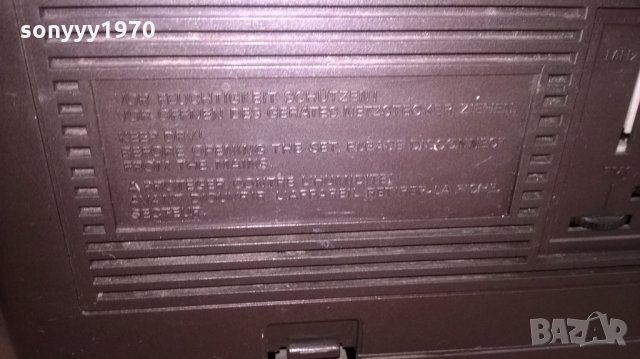 sonyyy1970
VOR FEUCHTIGKEIT SCHÜTZEN!
VOR ÖFFNEN DES GERÄTES NETZSTECKER ZIEHEN.
KEEP DRY!
BEFORE OPENING THE SET, PLEASE DISCONNECT
FROM THE MAINS.
A PROTEGER CONTRE L'HUMIDITE!
AVANT D'OUVRIR L'APPAREIL RETIRER LA FICHE
SECTEUR.
BAZAR